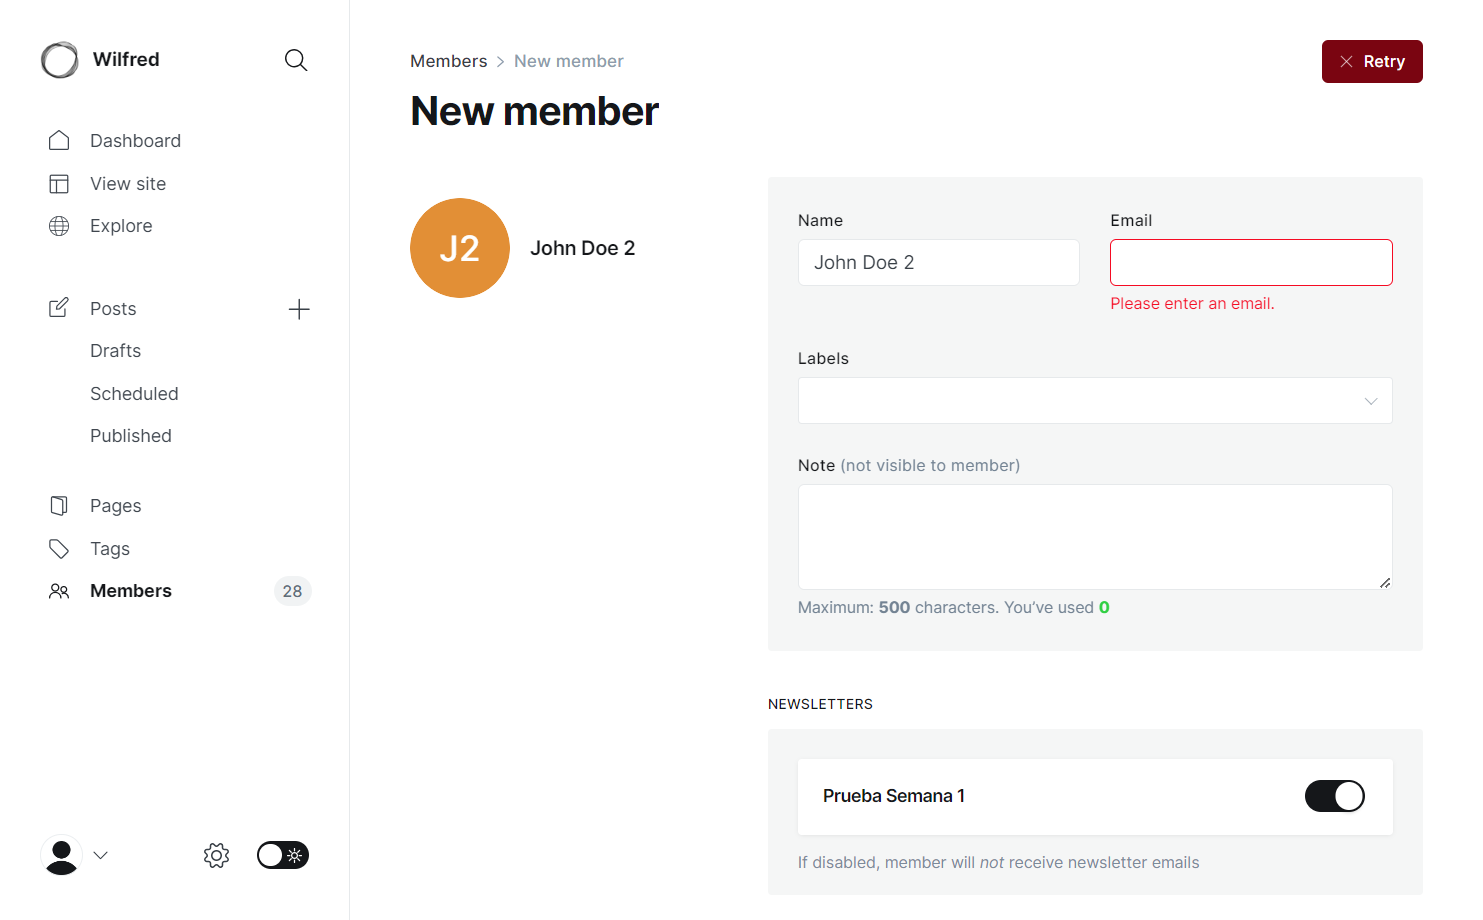 Wilfred
Dashboard
View site
Explore
Posts
Drafts
Scheduled
Published
Pages
Tags
Members 28
Members > New member
Retry
New member
J2
John Doe 2
Name
John Doe 2
Email
Please enter an email.
Labels
Note (not visible to member)
Maximum: 500 characters. You’ve used 0
NEWSLETTERS
Prueba Semana 1
If disabled, member will not receive newsletter emails